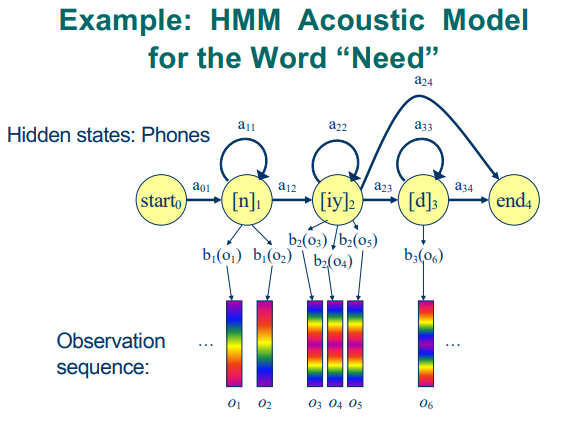 Example: HMM Acoustic Model
for the Word “Need”
a24
Hidden states: Phones
a11
a22
a33
a01
a12
a23
a34
start0
[n]1
[iy]2
[d]3
end4
b1(o1)
b1(o2)
b2(o3)
b2(o4)
b2(o5)
b3(o6)
Observation
sequence:
...
...
o1
o2
o3
o4
o5
o6